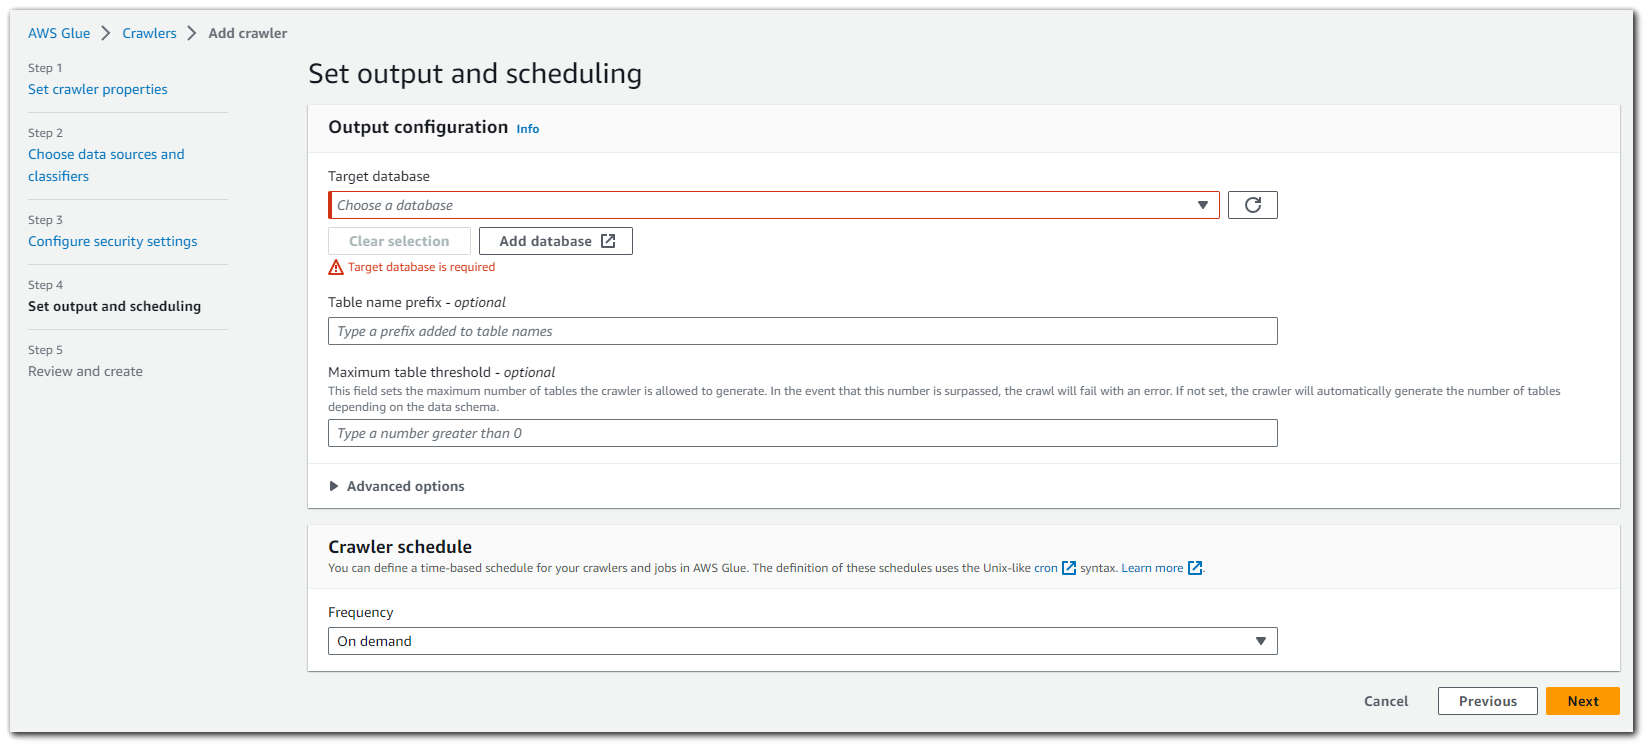 AWS Glue > Crawlers > Add crawler
Step 1
Set crawler properties
Step 2
Choose data sources and
classifiers
Step 3
Configure security settings
Step 4
Set output and scheduling
Step 5
Review and create
Set output and scheduling
Output configuration Info
Target database
Choose a database
Clear selection
Add database
Target database is required
Table name prefix - optional
Type a prefix added to table names
Maximum table threshold - optional
This field sets the maximum number of tables the crawler is allowed to generate. In the event that this number is surpassed, the crawl will fail with an error. If not set, the crawler will automatically generate the number of tables
depending on the data schema.
Type a number greater than 0
Advanced options
Crawler schedule
You can define a time-based schedule for your crawlers and jobs in AWS Glue. The definition of these schedules uses the Unix-like cron syntax. Learn more.
Frequency
On demand
Cancel
Previous
Next